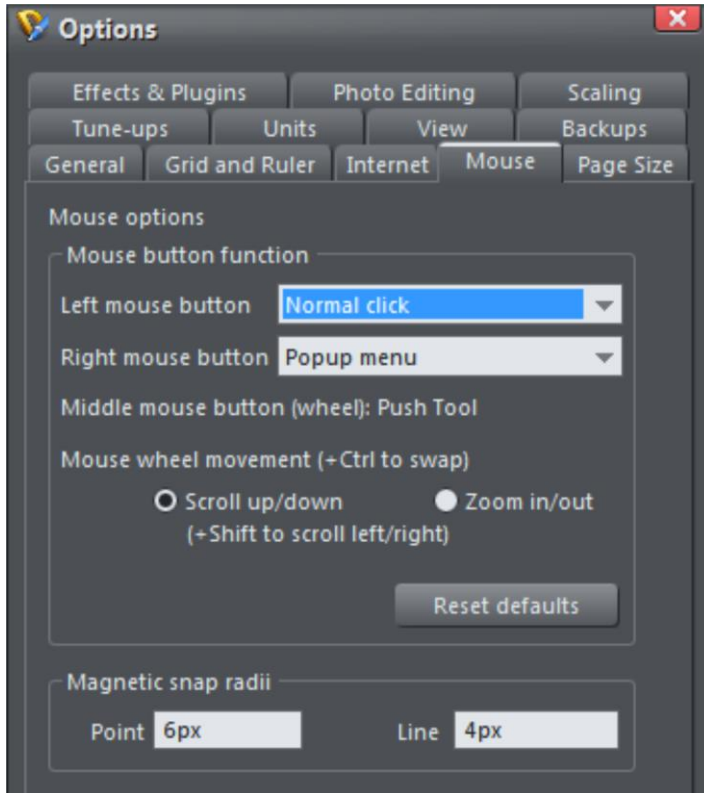 Options
Effects & Plugins Photo Editing Scaling
Tune-ups Units View Backups
General Grid and Ruler Internet Mouse Page Size
Mouse options
Mouse button function
Left mouse button Normal click
Right mouse button Popup menu
Middle mouse button (wheel): Push Tool
Mouse wheel movement (+Ctrl to swap)
Scroll up/down Zoom in/out
(+Shift to scroll left/right)
Reset defaults
Magnetic snap radii
Point 6px Line 4px